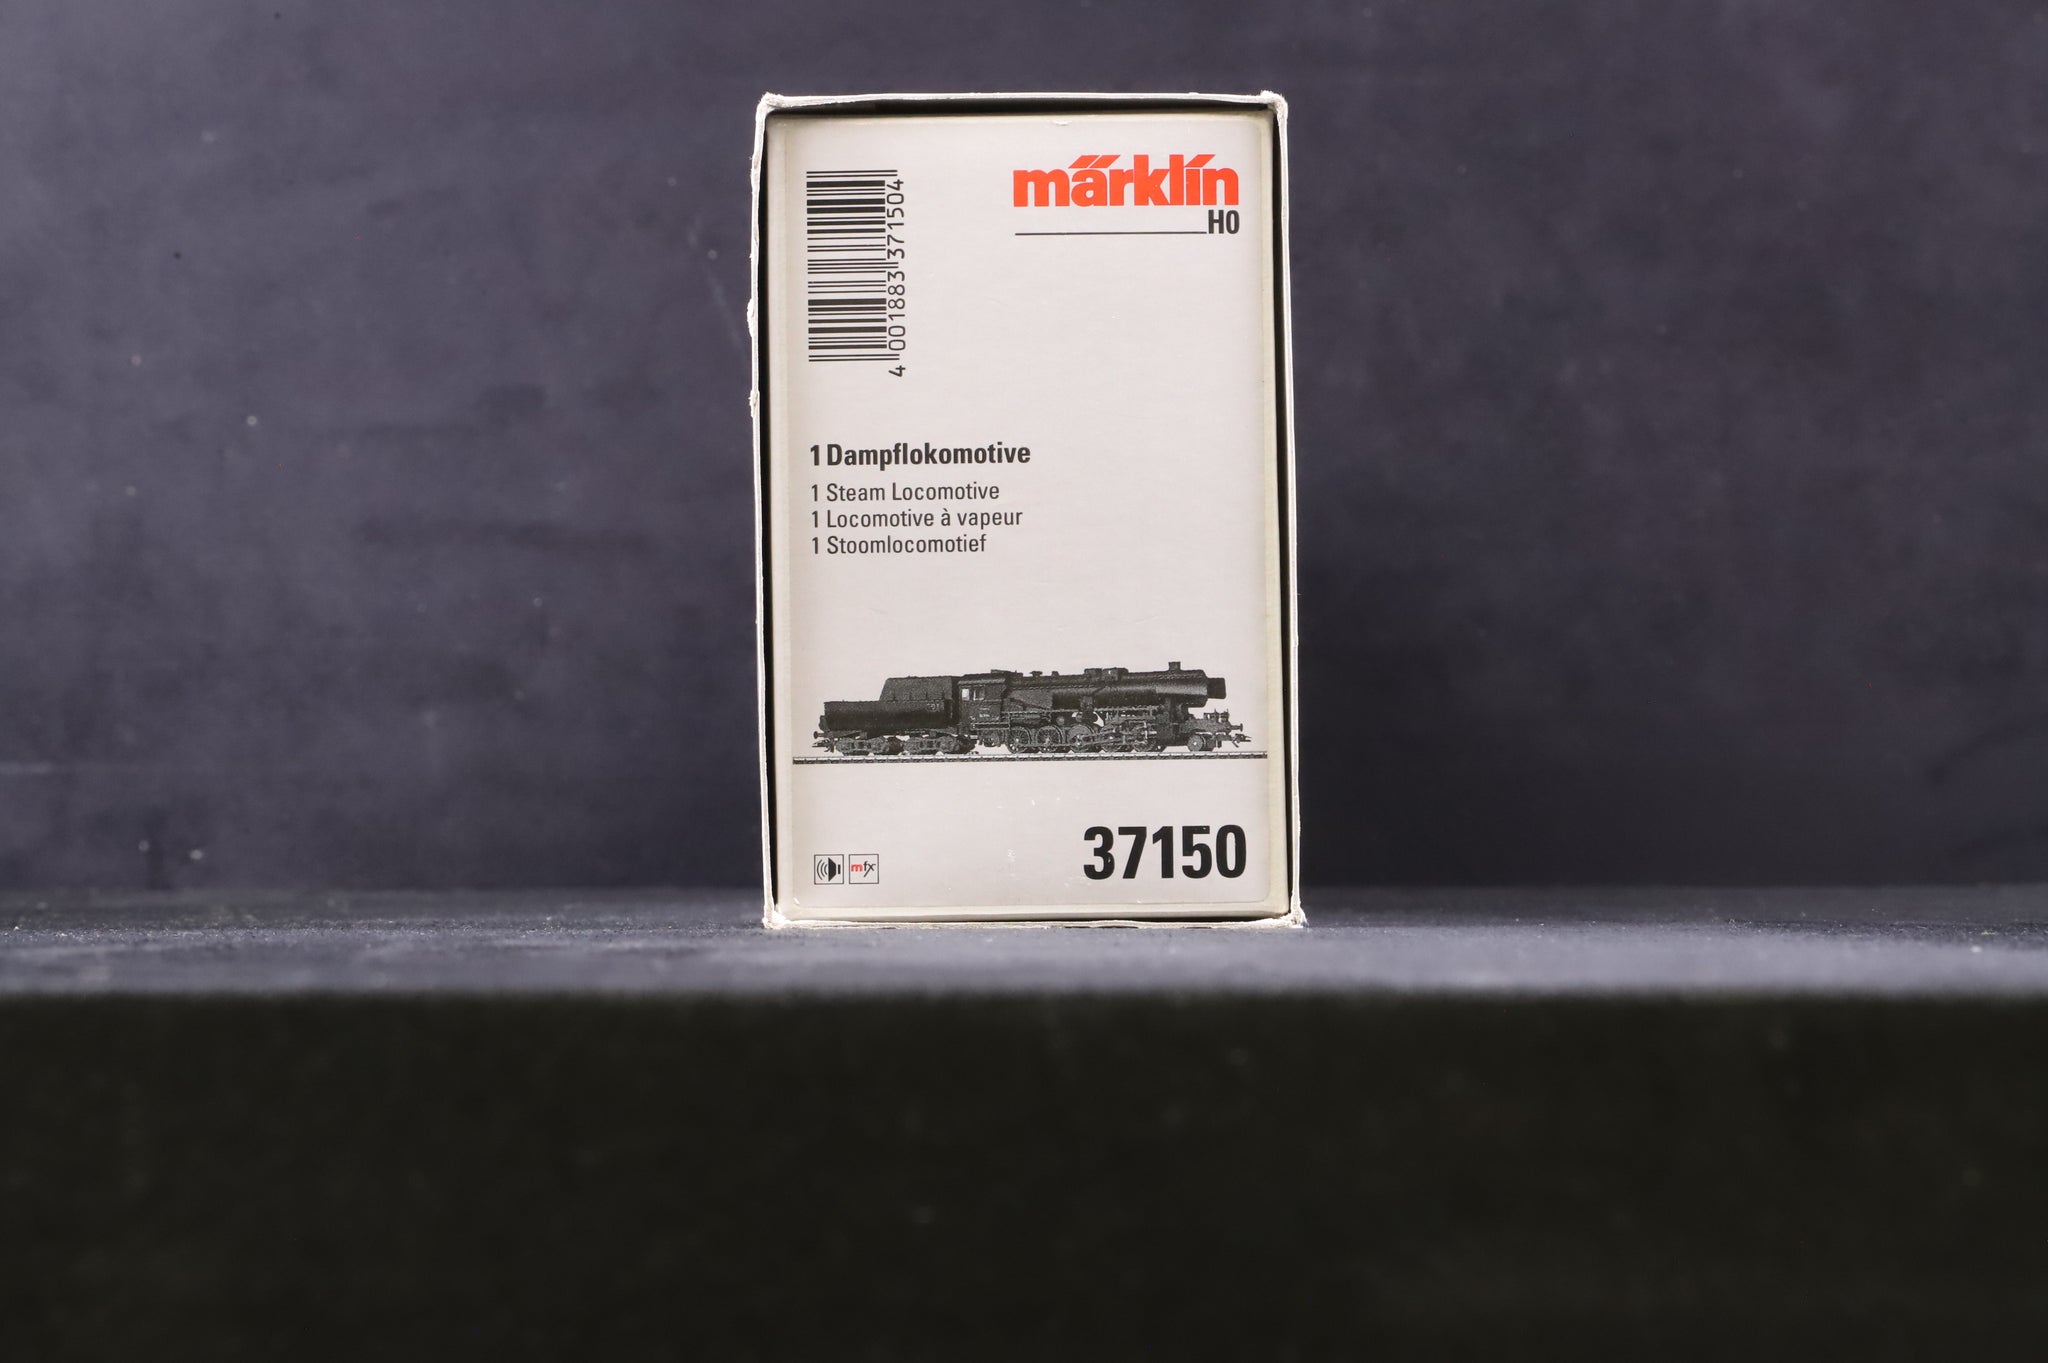 märklin
H0
4 001883 371504
1 Dampflokomotive
1 Steam Locomotive
1 Locomotive à vapeur
1 Stoomlocomotief
mfx
37150